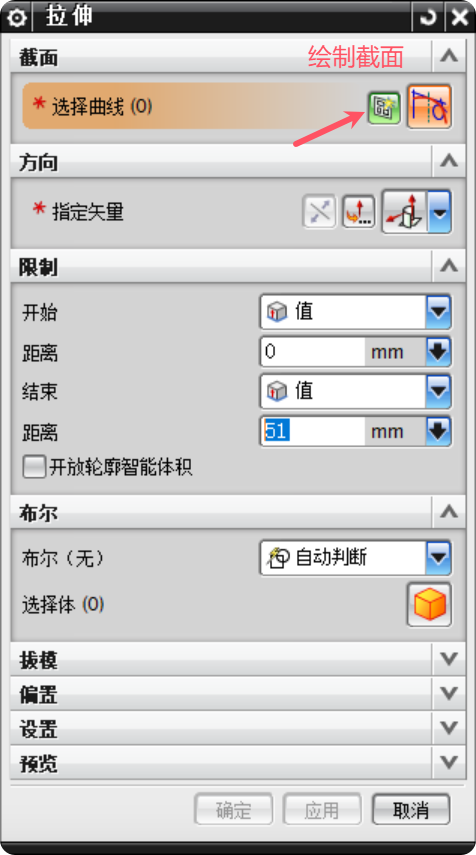 拉伸
截面 绘制截面
* 选择曲线 (0)
方向
* 指定矢量
限制
开始 值
距离 0 mm
结束 值
距离 51 mm
开放轮廓智能体积
布尔
布尔（无） 自动判断
选择体 (0)
拔模
偏置
设置
预览
确定 应用 取消